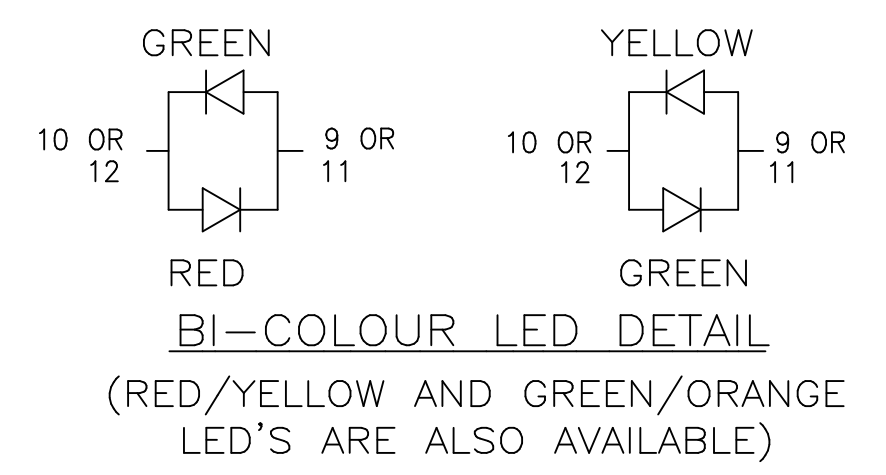 GREEN
YELLOW
10 OR
12
9 OR
11
10 OR
12
9 OR
11
RED
GREEN
BI-COLOUR LED DETAIL
(RED/YELLOW AND GREEN/ORANGE
LED'S ARE ALSO AVAILABLE)